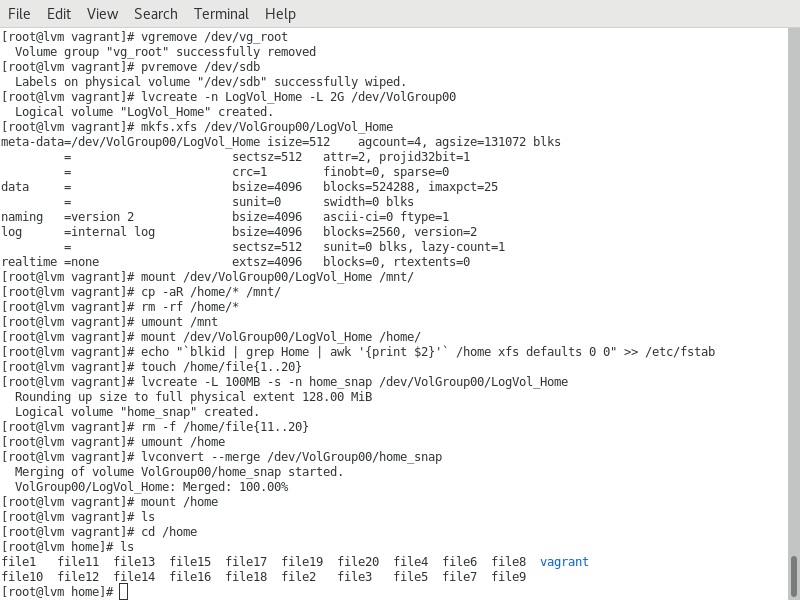 File Edit View Search Terminal Help
[root@lvm vagrant]# vgremove /dev/vg_root
  Volume group "vg_root" successfully removed
[root@lvm vagrant]# pvremove /dev/sdb
  Labels on physical volume "/dev/sdb" successfully wiped.
[root@lvm vagrant]# lvcreate -n LogVol_Home -L 2G /dev/VolGroup00
  Logical volume "LogVol_Home" created.
[root@lvm vagrant]# mkfs.xfs /dev/VolGroup00/LogVol_Home
meta-data=/dev/VolGroup00/LogVol_Home isize=512    agcount=4, agsize=131072 blks
         =                       sectsz=512   attr=2, projid32bit=1
         =                       crc=1        finobt=0, sparse=0
data     =                       bsize=4096   blocks=524288, imaxpct=25
         =                       sunit=0      swidth=0 blks
naming   =version 2              bsize=4096   ascii-ci=0 ftype=1
log      =internal log           bsize=4096   blocks=2560, version=2
         =                       sectsz=512   sunit=0 blks, lazy-count=1
realtime =none                   extsz=4096   blocks=0, rtextents=0
[root@lvm vagrant]# mount /dev/VolGroup00/LogVol_Home /mnt/
[root@lvm vagrant]# cp -aR /home/* /mnt/
[root@lvm vagrant]# rm -rf /home/*
[root@lvm vagrant]# umount /mnt
[root@lvm vagrant]# mount /dev/VolGroup00/LogVol_Home /home/
[root@lvm vagrant]# echo "`blkid | grep Home | awk '{print $2}'` /home xfs defaults 0 0" >> /etc/fstab
[root@lvm vagrant]# touch /home/file{1..20}
[root@lvm vagrant]# lvcreate -L 100MB -s -n home_snap /dev/VolGroup00/LogVol_Home
  Rounding up size to full physical extent 128.00 MiB
  Logical volume "home_snap" created.
[root@lvm vagrant]# rm -f /home/file{11..20}
[root@lvm vagrant]# umount /home
[root@lvm vagrant]# lvconvert --merge /dev/VolGroup00/home_snap
  Merging of volume VolGroup00/home_snap started.
  VolGroup00/LogVol_Home: Merged: 100.00%
[root@lvm vagrant]# mount /home
[root@lvm vagrant]# ls
[root@lvm vagrant]# cd /home
[root@lvm home]# ls
file1   file11  file13  file15  file17  file19  file20  file4  file6  file8  vagrant
file10  file12  file14  file16  file18  file2   file3   file5  file7  file9
[root@lvm home]#